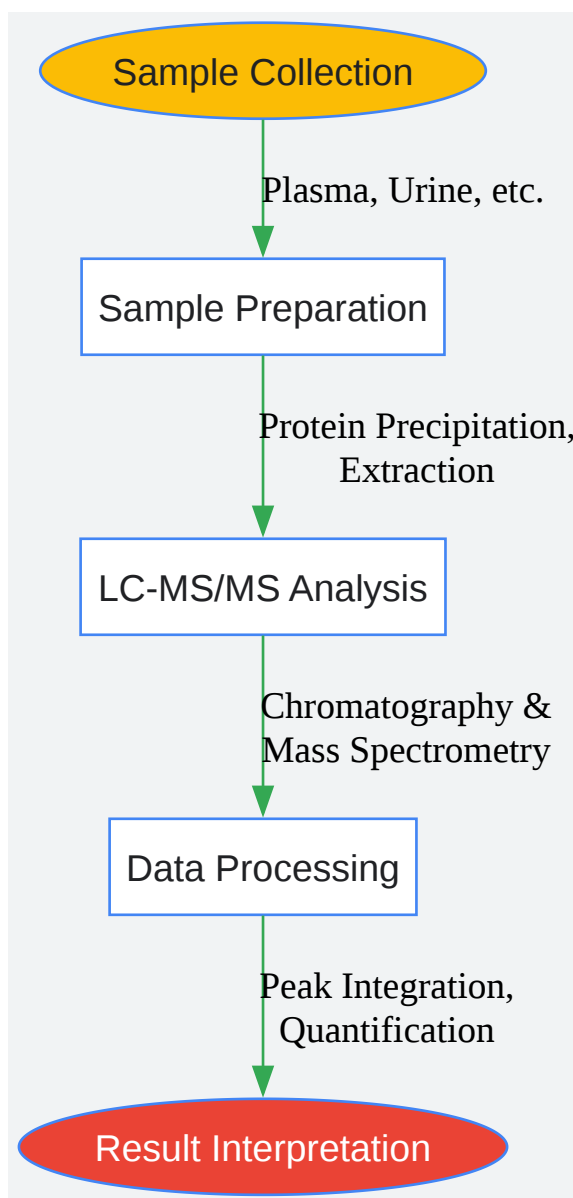 Sample Collection
Plasma, Urine, etc.
Sample Preparation
Protein Precipitation,
Extraction
LC-MS/MS Analysis
Chromatography &
Mass Spectrometry
Data Processing
Peak Integration,
Quantification
Result Interpretation